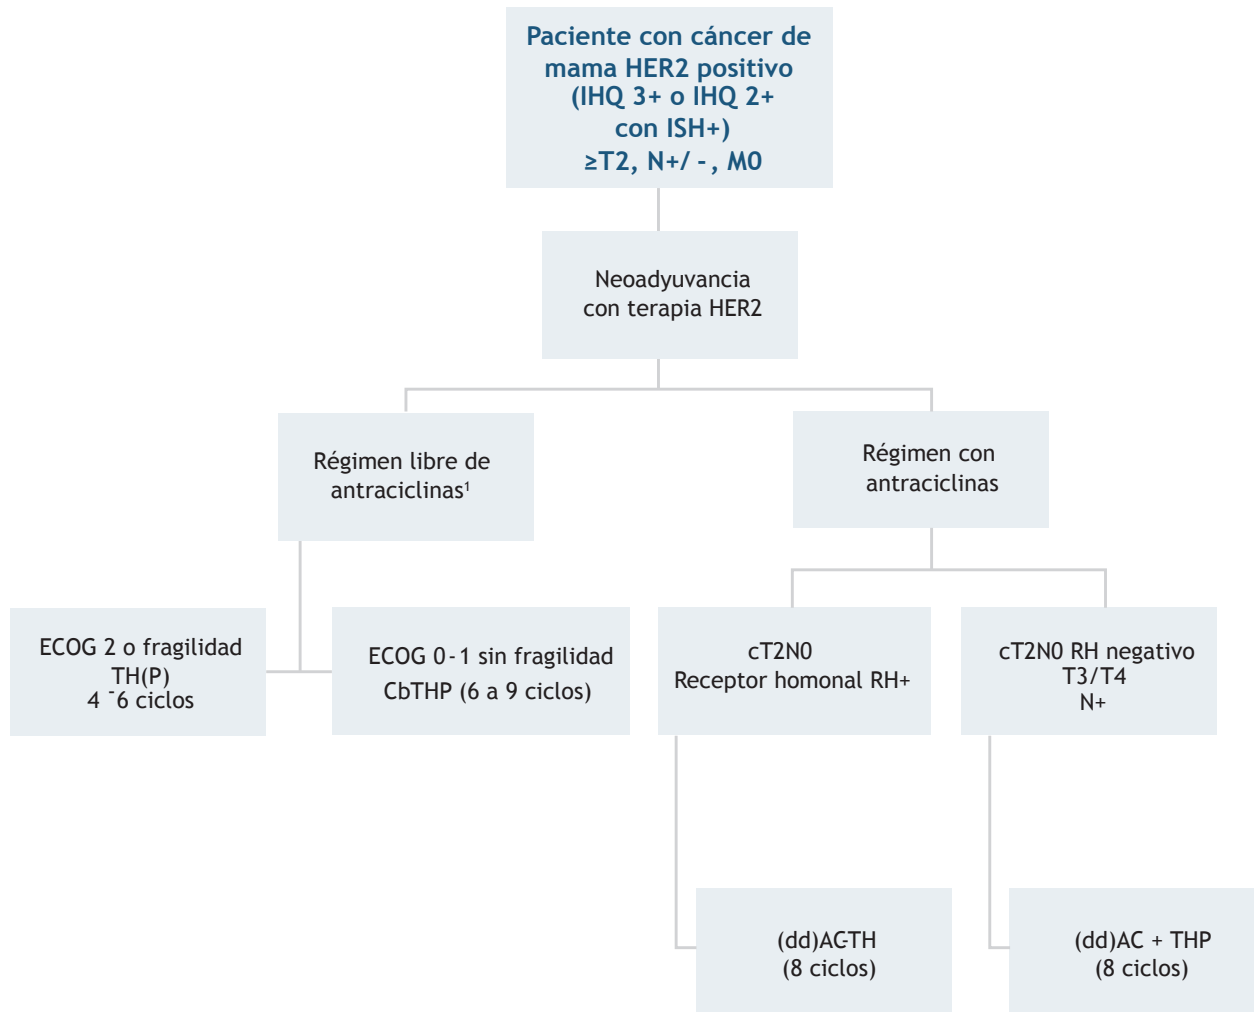 Paciente con cáncer de
mama HER2 positivo
(IHQ 3+ o IHQ 2+
con ISH+)
≥T2, N+/ -, M0
Neoadyuvancia
con terapia HER2
Régimen libre de
antraciclinas¹
Régimen con
antraciclinas
ECOG 2 o fragilidad
TH(P)
4 -6 ciclos
ECOG 0-1 sin fragilidad
CbTHP (6 a 9 ciclos)
cT2N0
Receptor homonal RH+
cT2N0 RH negativo
T3/T4
N+
(dd)AC-TH
(8 ciclos)
(dd)AC + THP
(8 ciclos)